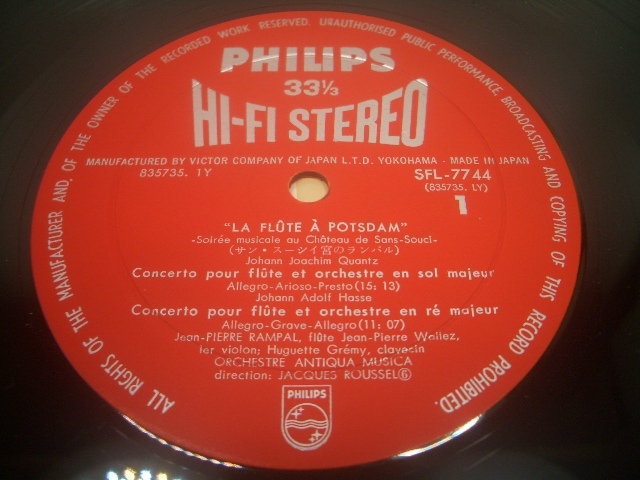 ALL RIGHTS OF THE MANUFACTURER AND, OF THE OWNER OF THE RECORDED WORK RESERVED. UNAUTHORISED PUBLIC PERFORMANCE, BROADCASTING AND COPYING OF THIS RECORD PROHIBITED.
PHILIPS
33⅓
HI-FI STEREO
MANUFACTURED BY VICTOR COMPANY OF JAPAN L.T.D. YOKOHAMA - MADE IN JAPAN
835735. 1Y
SFL-7744
(835735. LY)
1
"LA FLÛTE À POTSDAM"
-Soirée musicale au Château de Sans-Souci-
(サン・スーシイ宮のランパル)
Johann Joachim Quantz
Concerto pour flûte et orchestre en sol majeur
Allegro-Arioso-Presto(15: 13)
Johann Adolf Hasse
Concerto pour flûte et orchestre en ré majeur
Allegro-Grave-Allegro(11: 07)
Jean-PIERRE RAMPAL, flûte Jean-Pierre Wallez,
ler violon; Huguette Grémy, clavecin
ORCHESTRE ANTIQUA MUSICA
direction: JACQUES ROUSSEL⑥
PHILIPS